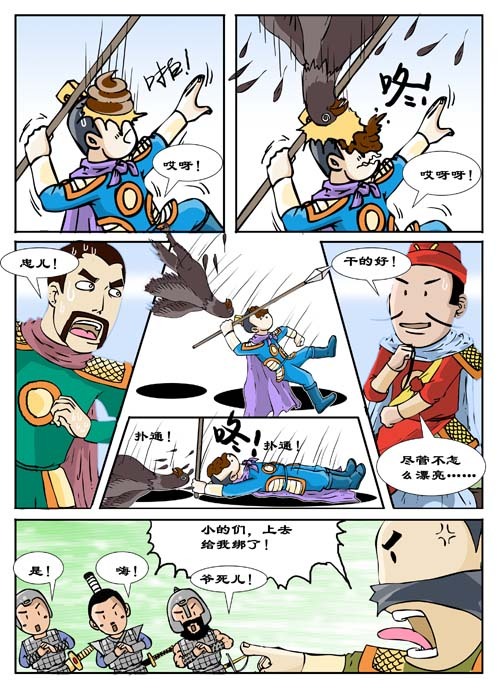 啪!
哎呀!
咚!
哎呀呀!
忠儿!
干的好!
尽管不怎
么漂亮……
扑通!
咚!
扑通!
小的们,上去
给我绑了!
是!
嗨!
爷死儿!